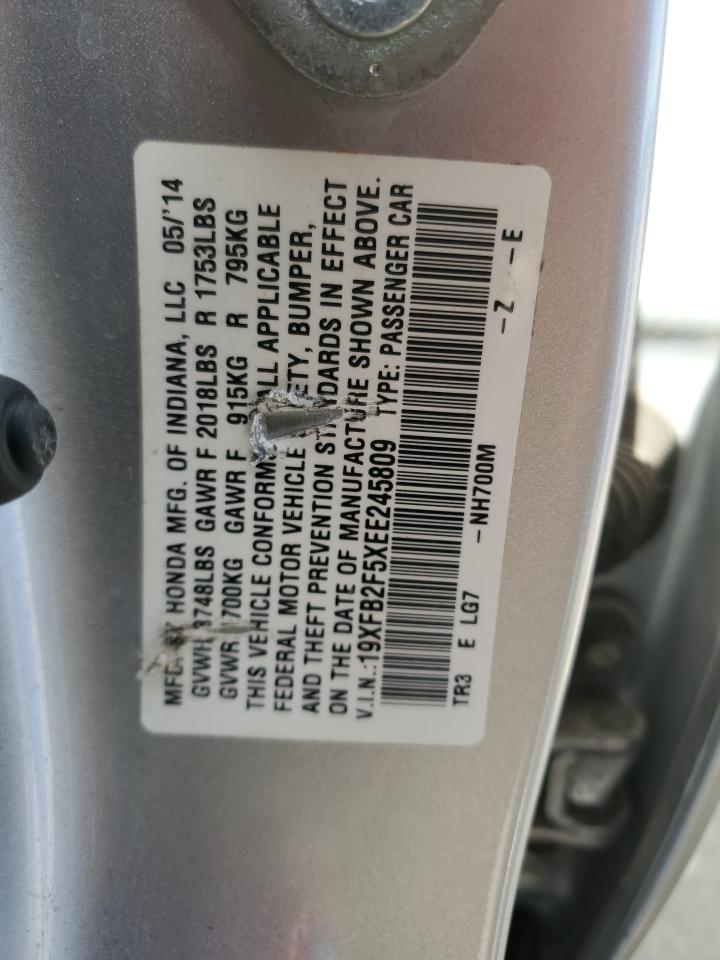 MFD. BY HONDA MFG. OF INDIANA, LLC 05/'14
GVWR 3748LBS GAWR F 2018LBS R 1753LBS
GVWR 1700KG GAWR F 915KG R 795KG
THIS VEHICLE CONFORMS ALL APPLICABLE
FEDERAL MOTOR VEHICLE SAFETY, BUMPER,
AND THEFT PREVENTION STANDARDS IN EFFECT
ON THE DATE OF MANUFACTURE SHOWN ABOVE.
V.I.N.:19XFB2F5XEE245809 TYPE: PASSENGER CAR
TR3 E LG7 -NH700M -Z -E